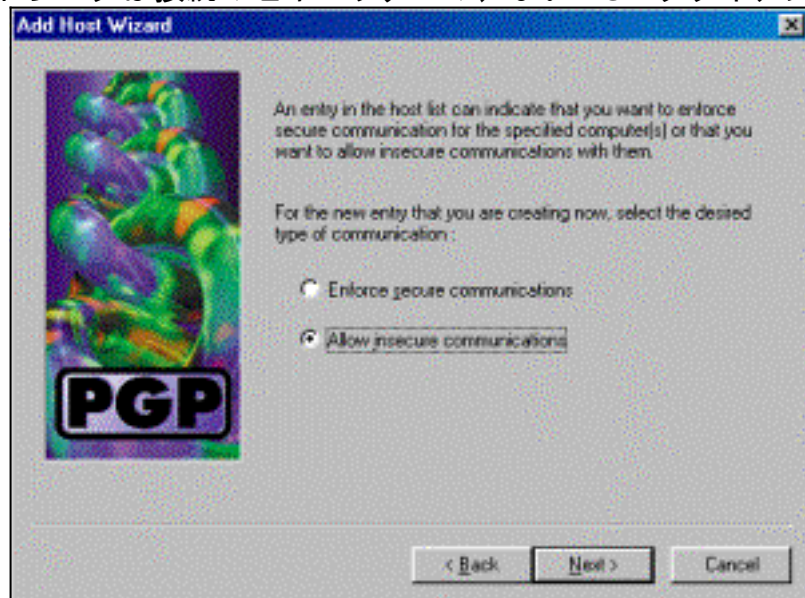 Add Host Wizard
An entry in the host list can indicate that you want to enforce
secure communication for the specified computer(s) or that you
want to allow insecure communications with them.
For the new entry that you are creating now, select the desired
type of communication :
Enforce secure communications
Allow insecure communications
PGP
< Back Next > Cancel